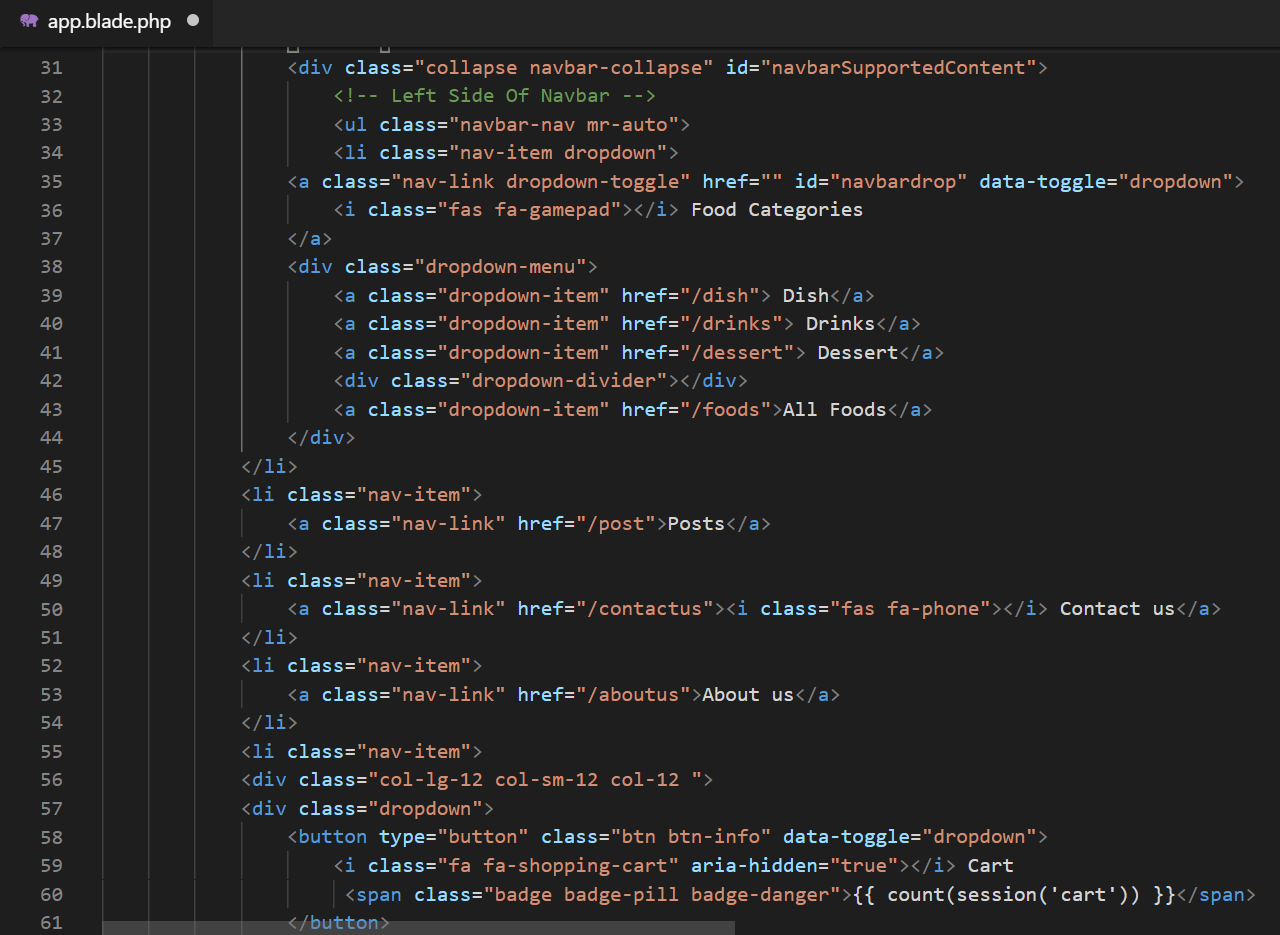 app.blade.php
31 <div class="collapse navbar-collapse" id="navbarSupportedContent">
32 <!-- Left Side Of Navbar -->
33 <ul class="navbar-nav mr-auto">
34 <li class="nav-item dropdown">
35 <a class="nav-link dropdown-toggle" href="" id="navbardrop" data-toggle="dropdown">
36 <i class="fas fa-gamepad"></i> Food Categories
37 </a>
38 <div class="dropdown-menu">
39 <a class="dropdown-item" href="/dish"> Dish</a>
40 <a class="dropdown-item" href="/drinks"> Drinks</a>
41 <a class="dropdown-item" href="/dessert"> Dessert</a>
42 <div class="dropdown-divider"></div>
43 <a class="dropdown-item" href="/foods">All Foods</a>
44 </div>
45 </li>
46 <li class="nav-item">
47 <a class="nav-link" href="/post">Posts</a>
48 </li>
49 <li class="nav-item">
50 <a class="nav-link" href="/contactus"><i class="fas fa-phone"></i> Contact us</a>
51 </li>
52 <li class="nav-item">
53 <a class="nav-link" href="/aboutus">About us</a>
54 </li>
55 <li class="nav-item">
56 <div class="col-lg-12 col-sm-12 col-12 ">
57 <div class="dropdown">
58 <button type="button" class="btn btn-info" data-toggle="dropdown">
59 <i class="fa fa-shopping-cart" aria-hidden="true"></i> Cart
60 <span class="badge badge-pill badge-danger">{{ count(session('cart')) }}</span>
61 </button>